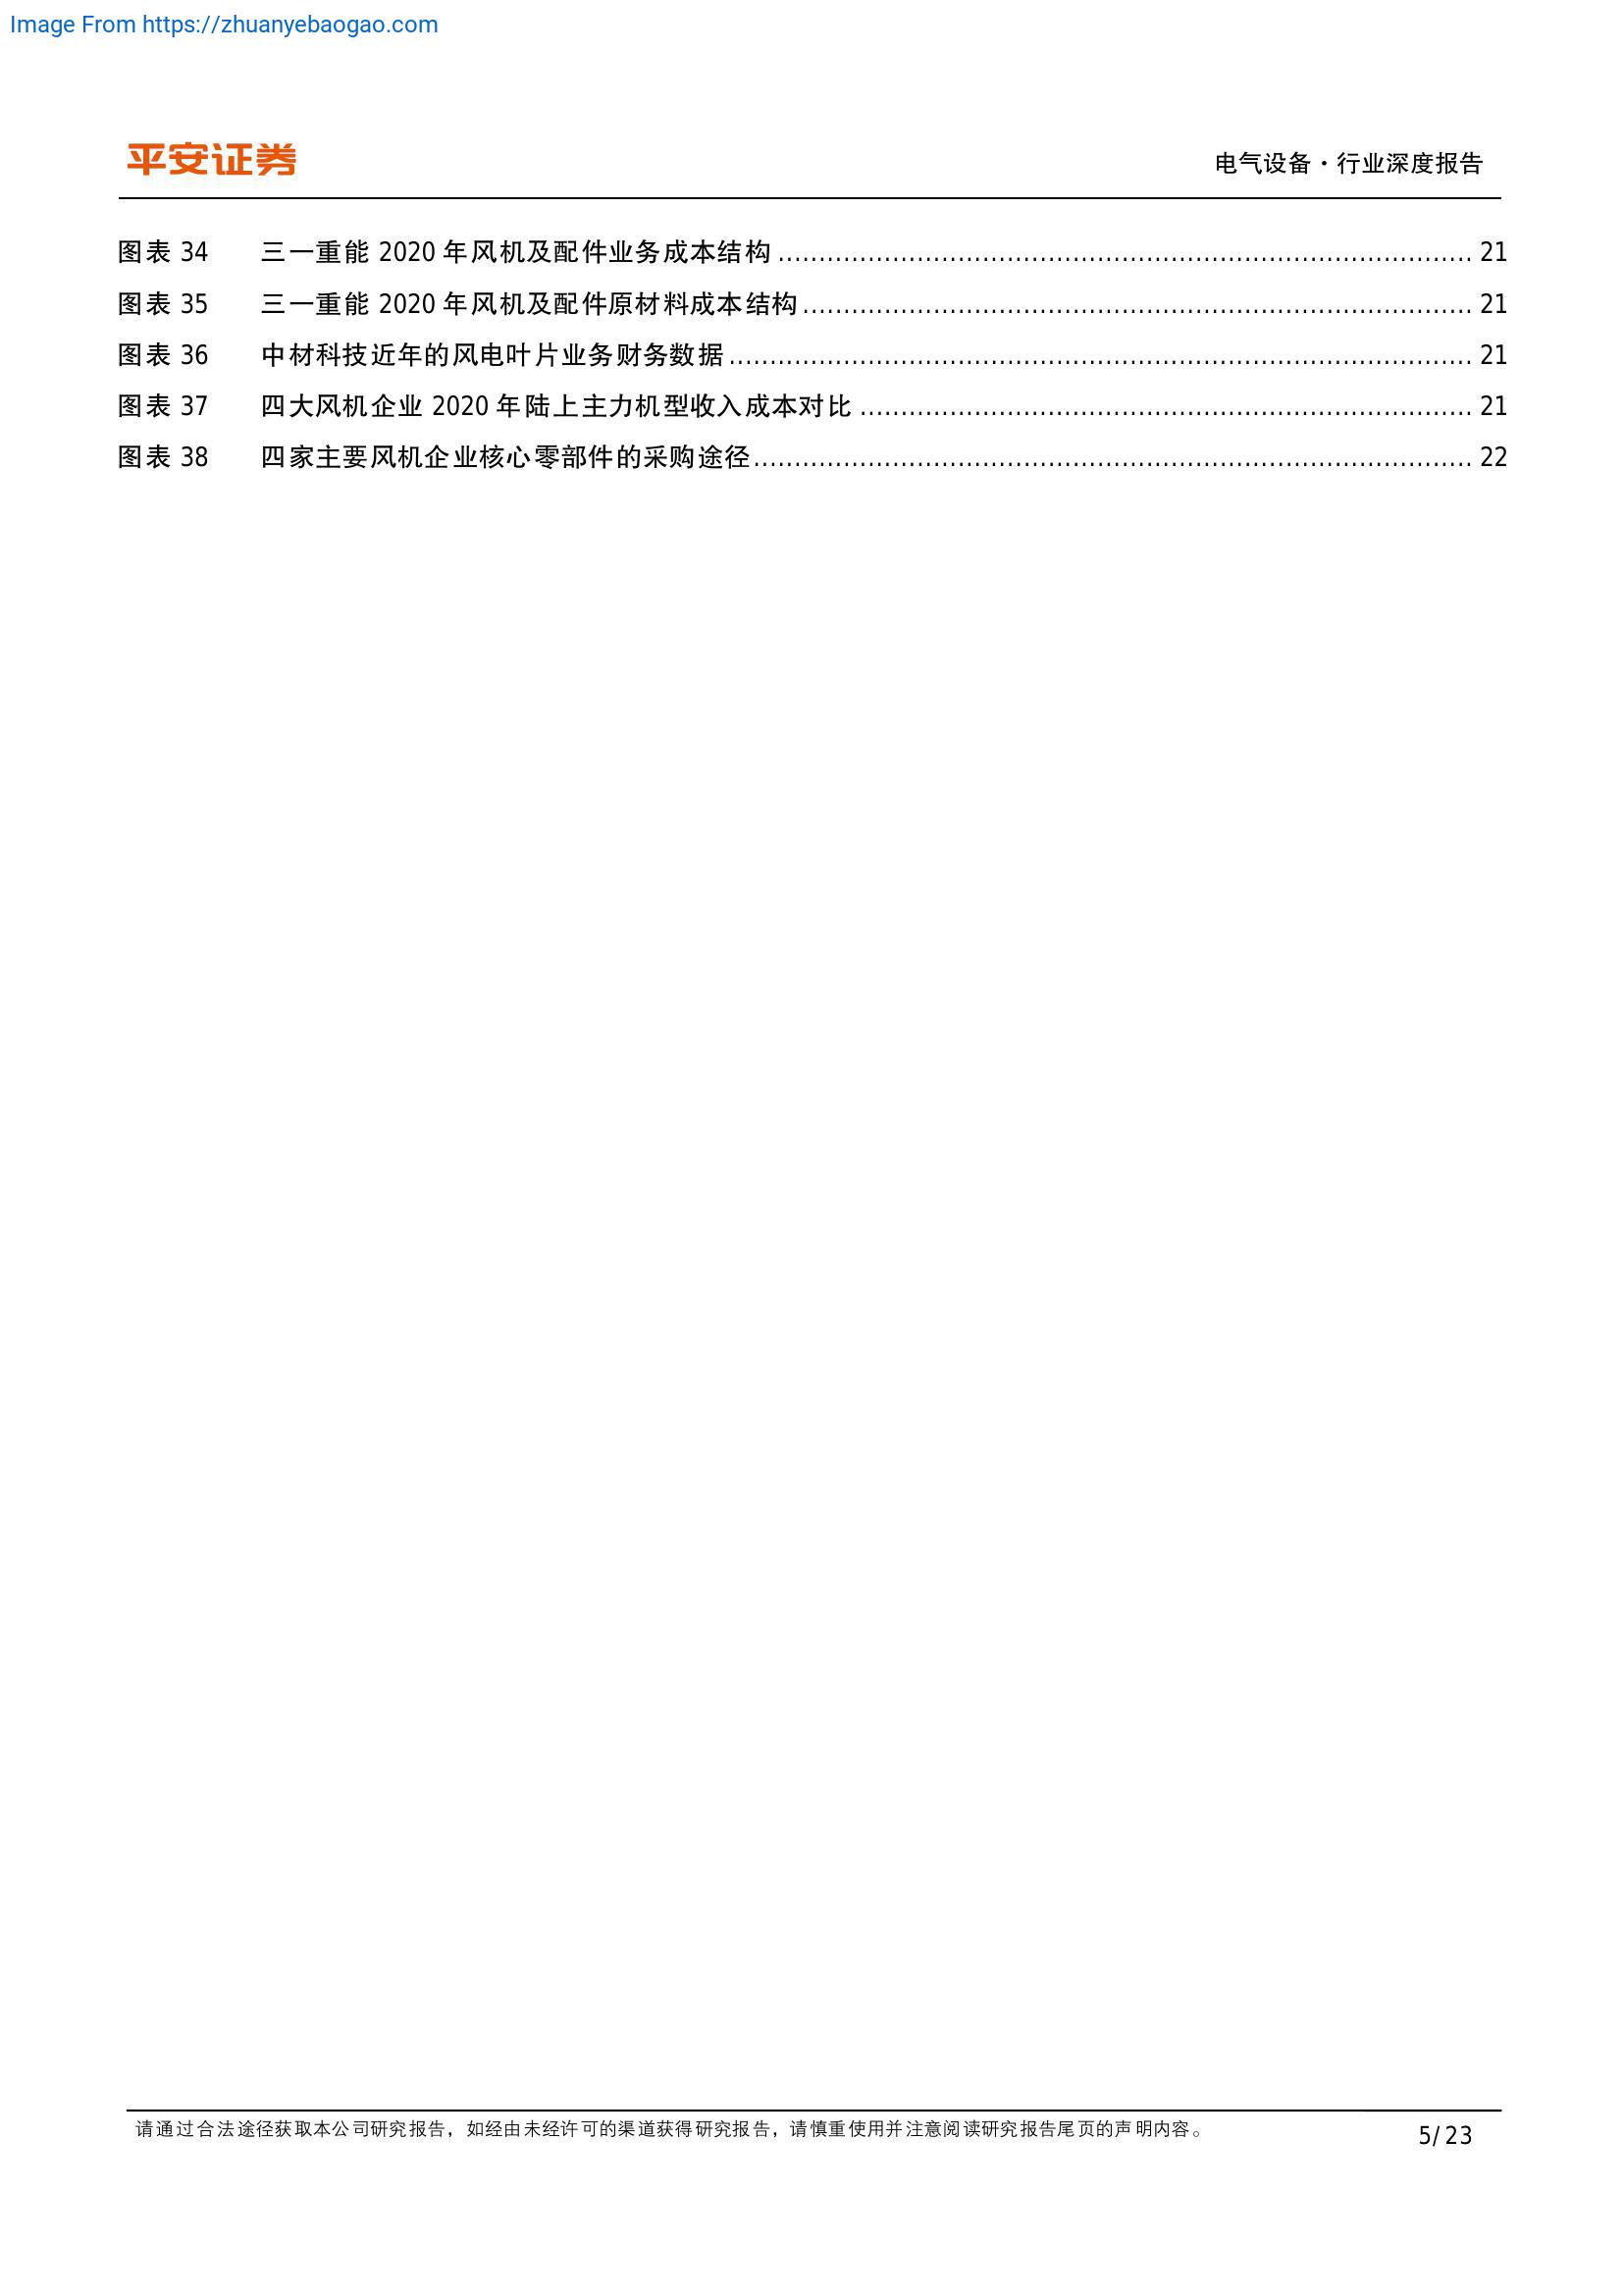 Image From https://zhuanyebaogao.com
平安证券
电气设备·行业深度报告
图表 34 三一重能 2020 年风机及配件业务成本结构 ........................................ 21
图表 35 三一重能 2020 年风机及配件原材料成本结构 ........................................ 21
图表 36 中材科技近年的风电叶片业务财务数据 ........................................ 21
图表 37 四大风机企业 2020 年陆上主力机型收入成本对比 ........................................ 21
图表 38 四家主要风机企业核心零部件的采购途径 ........................................ 22
请通过合法途径获取本公司研究报告，如经由未经许可的渠道获得研究报告，请慎重使用并注意阅读研究报告尾页的声明内容。
5/ 23